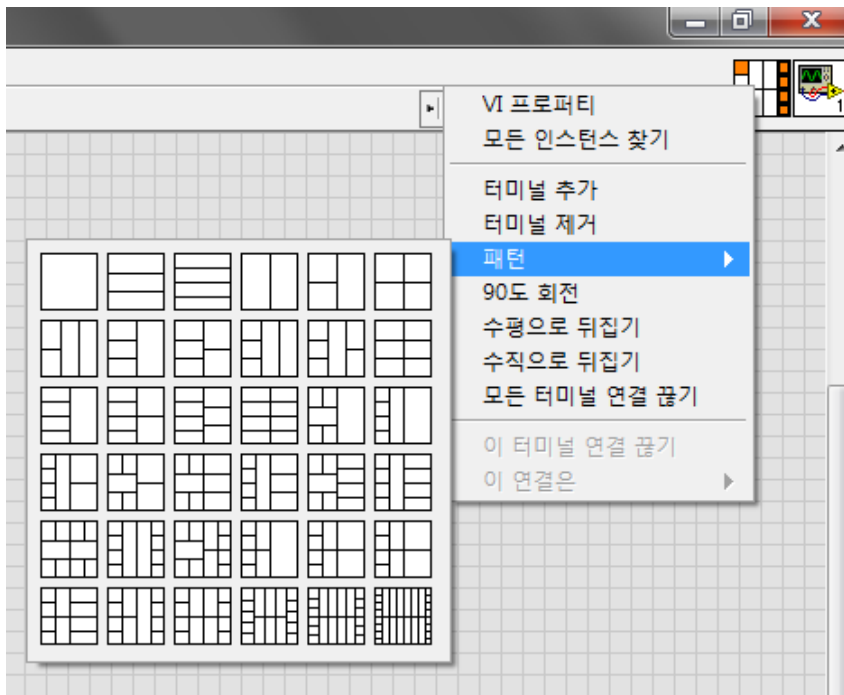 1
VI 프로퍼티
모든 인스턴스 찾기
터미널 추가
터미널 제거
패턴
90도 회전
수평으로 뒤집기
수직으로 뒤집기
모든 터미널 연결 끊기
이 터미널 연결 끊기
이 연결은